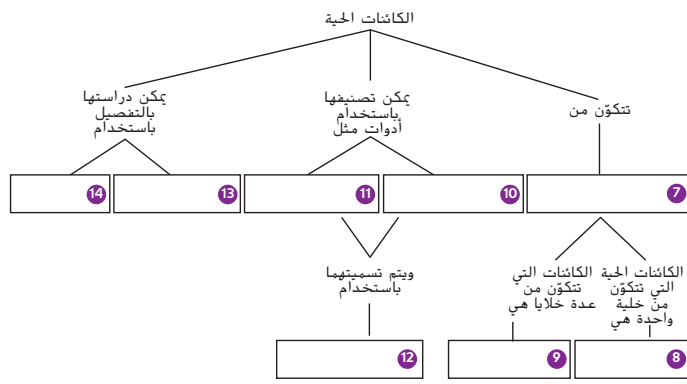 الكائنات الحية
تتكوّن من
يمكن تصنيفها
باستخدام
أدوات مثل
يمكن دراستها
بالتفصيل
باستخدام
7
10
11
13
14
الكائنات الحية
التي تتكوّن
من خلية
واحدة هي
الكائنات التي
تتكوّن من
عدة خلايا هي
ويتم تسميتهما
باستخدام
8
9
12